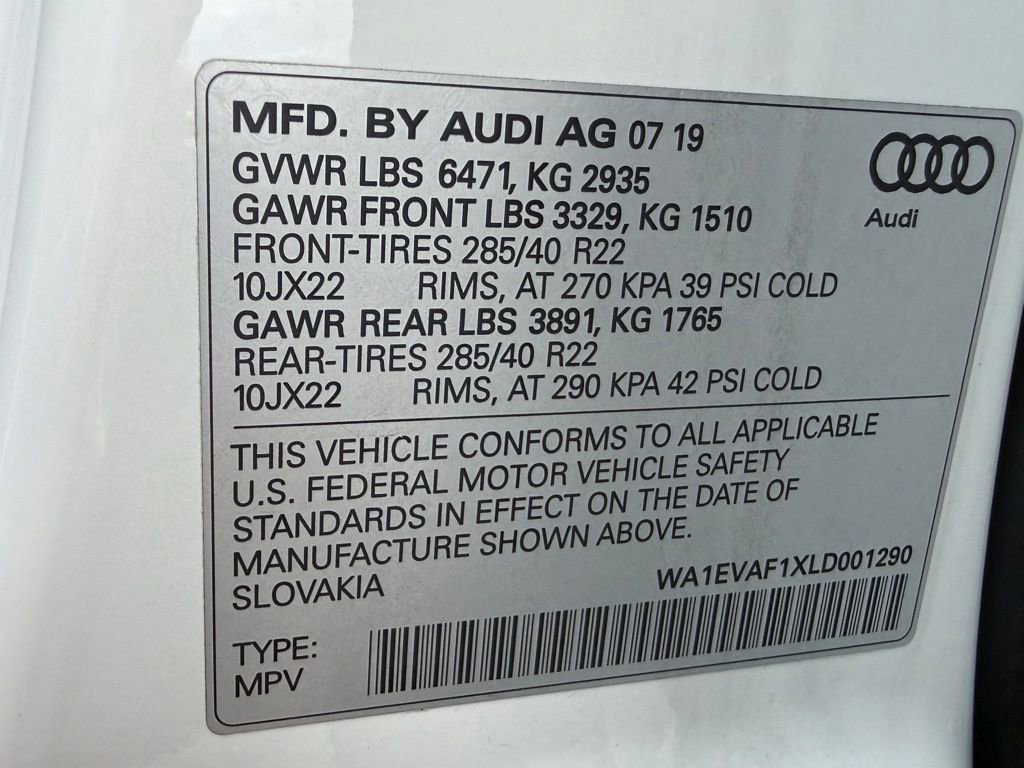 MFD. BY AUDI AG 07 19
GVWR LBS 6471, KG 2935
GAWR FRONT LBS 3329, KG 1510
FRONT-TIRES 285/40 R22
10JX22 RIMS, AT 270 KPA 39 PSI COLD
GAWR REAR LBS 3891, KG 1765
REAR-TIRES 285/40 R22
10JX22 RIMS, AT 290 KPA 42 PSI COLD
Audi
THIS VEHICLE CONFORMS TO ALL APPLICABLE
U.S. FEDERAL MOTOR VEHICLE SAFETY
STANDARDS IN EFFECT ON THE DATE OF
MANUFACTURE SHOWN ABOVE.
SLOVAKIA
WA1EVAF1XLD001290
TYPE:
MPV